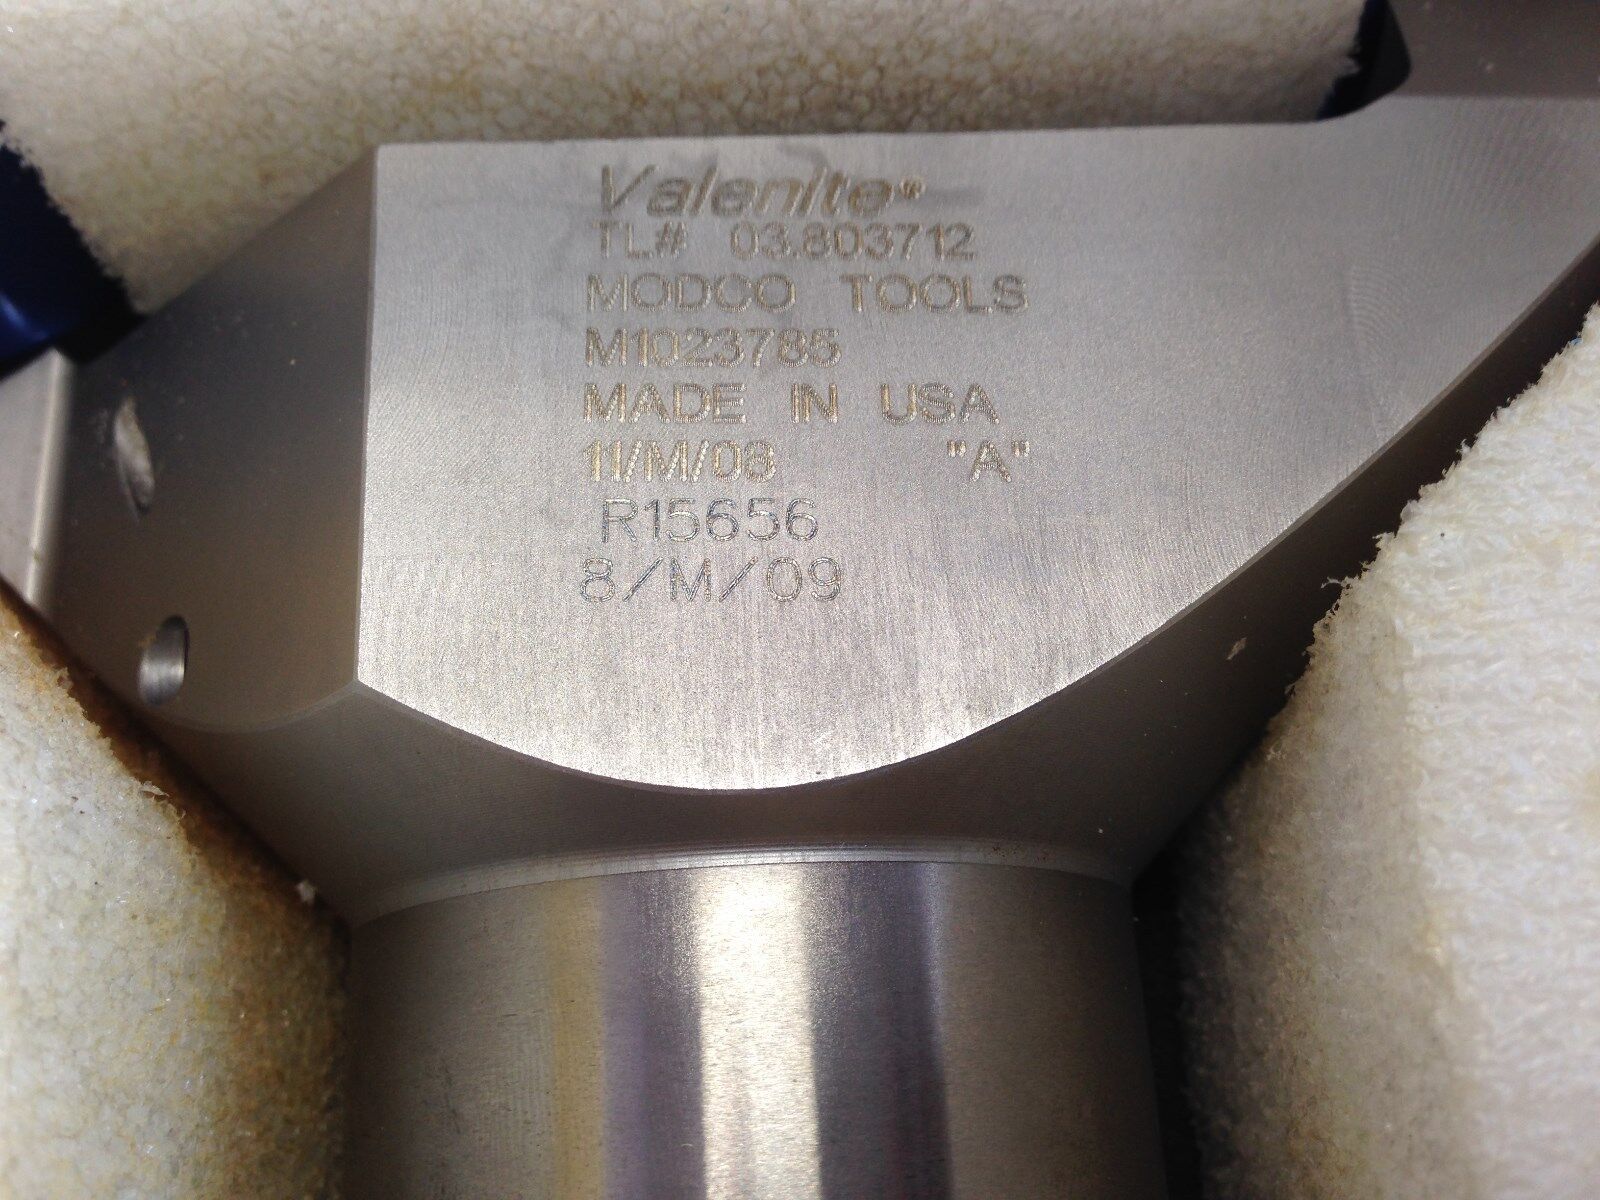 Valenite®
TL# 03.803712
MODCO TOOLS
M1023785
MADE IN USA
11/M/08 "A"
R15656
8/M/09